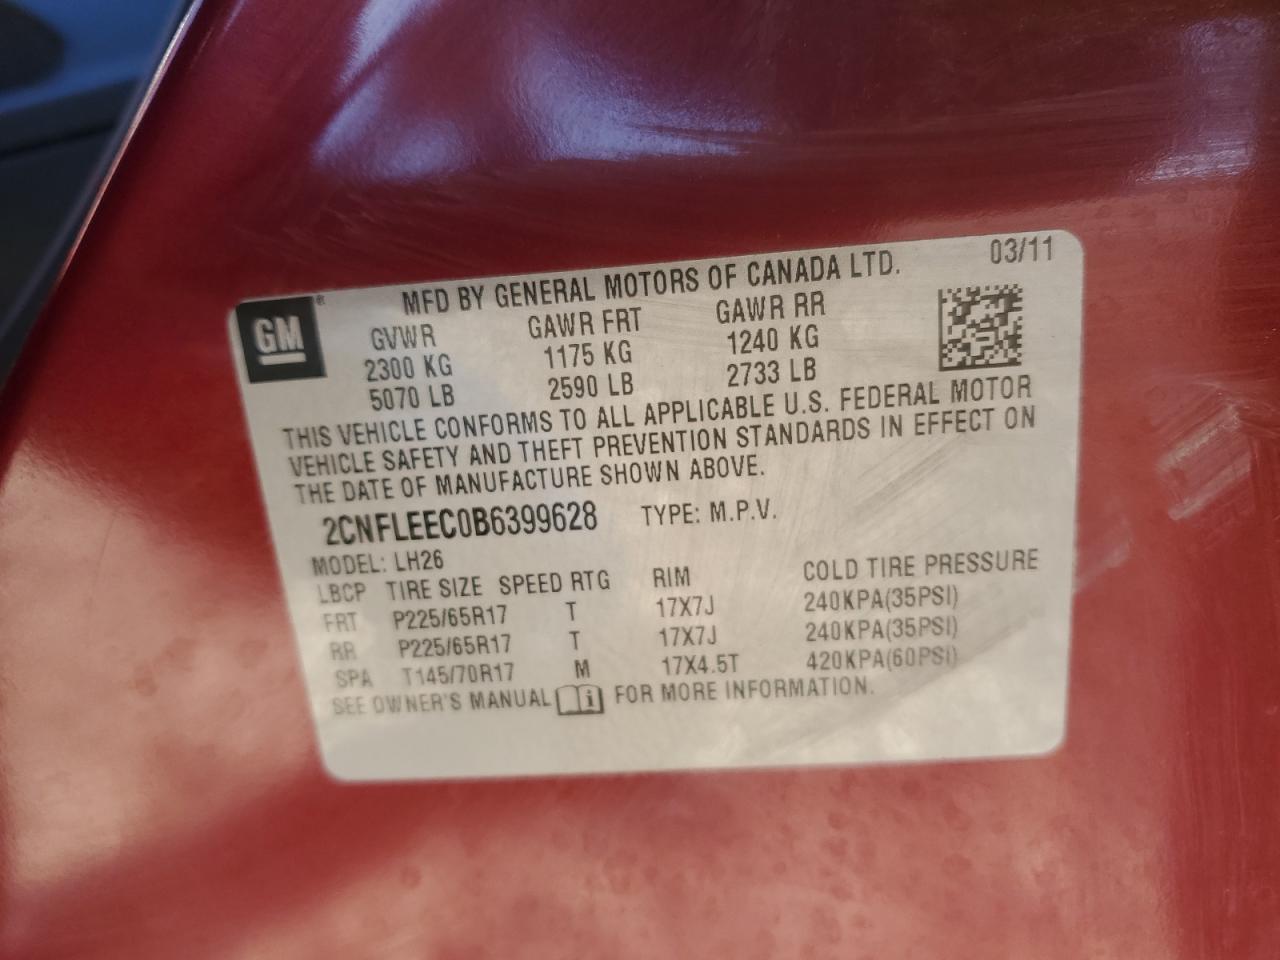 GM ®
MFD BY GENERAL MOTORS OF CANADA LTD. 03/11
GVWR GAWR FRT GAWR RR
2300 KG 1175 KG 1240 KG
5070 LB 2590 LB 2733 LB
THIS VEHICLE CONFORMS TO ALL APPLICABLE U.S. FEDERAL MOTOR
VEHICLE SAFETY AND THEFT PREVENTION STANDARDS IN EFFECT ON
THE DATE OF MANUFACTURE SHOWN ABOVE.
2CNFLEEC0B6399628 TYPE: M.P.V.
MODEL: LH26
LBCP TIRE SIZE SPEED RTG RIM COLD TIRE PRESSURE
FRT P225/65R17 T 17X7J 240KPA(35PSI)
RR P225/65R17 T 17X7J 240KPA(35PSI)
SPA T145/70R17 M 17X4.5T 420KPA(60PSI)
SEE OWNER'S MANUAL i FOR MORE INFORMATION.